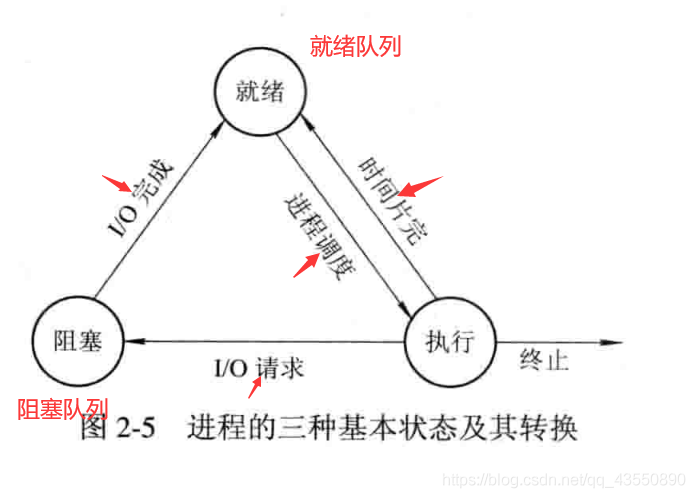 就绪队列
就绪
I/O 完成
进程调度
时间片完
阻塞
执行
I/O 请求
终止
阻塞队列
图 2-5 进程的三种基本状态及其转换
https://blog.csdn.net/qq_43550890